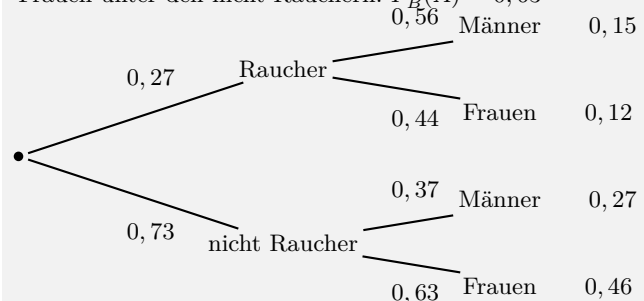 Frauen unter den nicht Rauchern: P_B(A) = 0,63
0,56 Männer 0,15
Raucher
0,27
0,44 Frauen 0,12
0,37 Männer 0,27
0,73
nicht Raucher
0,63 Frauen 0,46